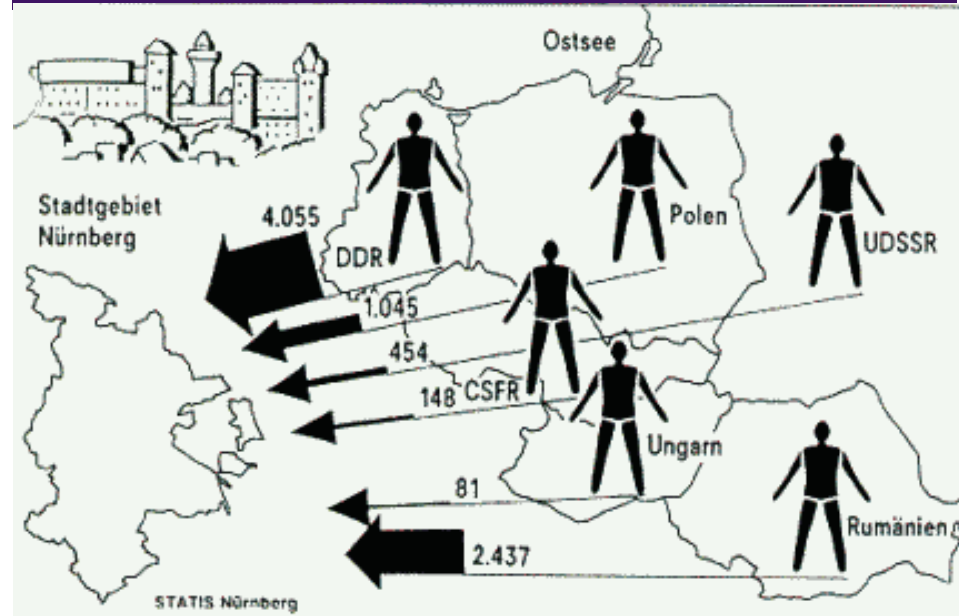 Ostsee
Stadtgebiet
Nürnberg
4.055
DDR
Polen
UDSSR
1.045
454
148
CSFR
Ungarn
81
2.437
Rumänien
STATIS Nürnberg